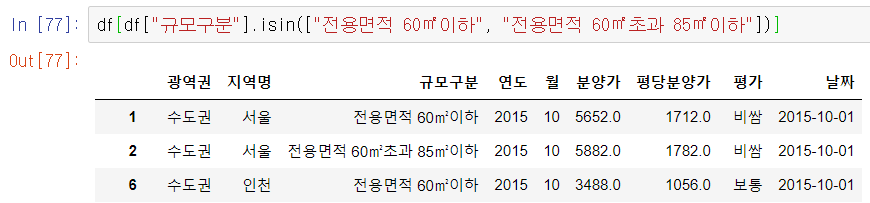 In [77]: df[df["규모구분"].isin(["전용면적 60㎡이하", "전용면적 60㎡초과 85㎡이하"])]
Out[77]:
광역권 지역명 규모구분 연도 월 분양가 평당분양가 평가 날짜
1 수도권 서울 전용면적 60㎡이하 2015 10 5652.0 1712.0 비쌈 2015-10-01
2 수도권 서울 전용면적 60㎡초과 85㎡이하 2015 10 5882.0 1782.0 비쌈 2015-10-01
6 수도권 인천 전용면적 60㎡이하 2015 10 3488.0 1056.0 보통 2015-10-01